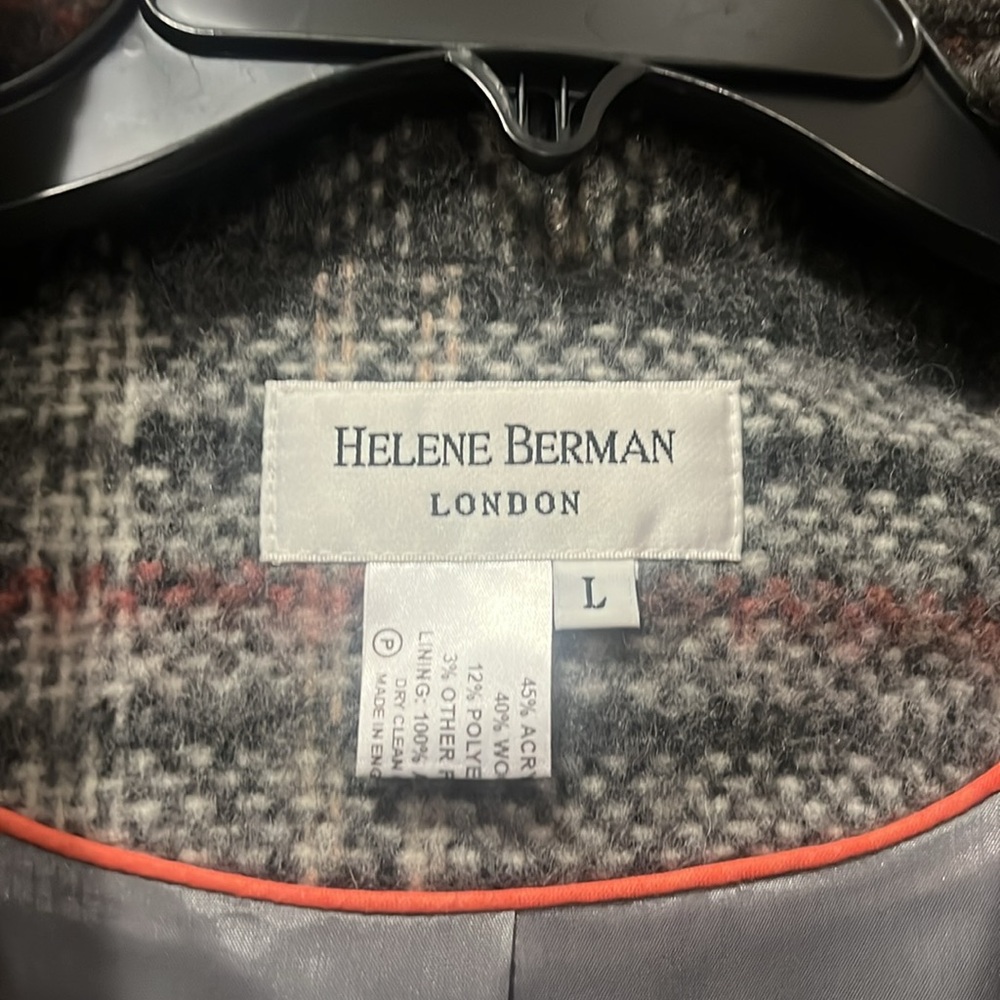 HELENE BERMAN
LONDON
L
45% ACRY
40% WO
12% POLYE
3% OTHER F
LINING: 100%
DRY CLEAN
P MADE IN ENG